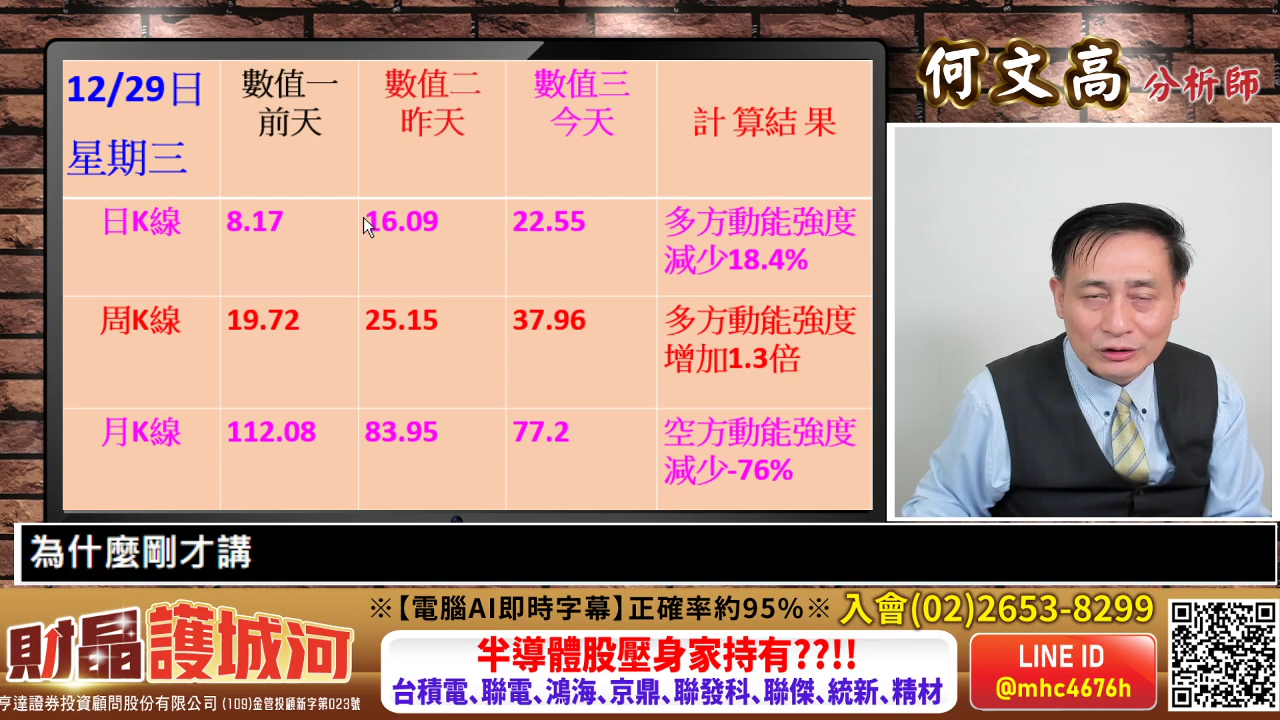 何文高 分析師
12/29日
星期三
數值一
前天
數值二
昨天
數值三
今天
計 算結 果
日K線 8.17 16.09 22.55 多方動能強度
減少18.4%
周K線 19.72 25.15 37.96 多方動能強度
增加1.3倍
月K線 112.08 83.95 77.2 空方動能強度
減少-76%
為什麼剛才講
※【電腦AI即時字幕】正確率約95%※ 入會(02)2653-8299
財晶護城河
半導體股壓身家持有??!!
台積電、聯電、鴻海、京鼎、聯發科、聯傑、統新、精材
LINE ID
@mhc4676h
亨達證券投資顧問股份有限公司 (109)金管投顧新字第023號